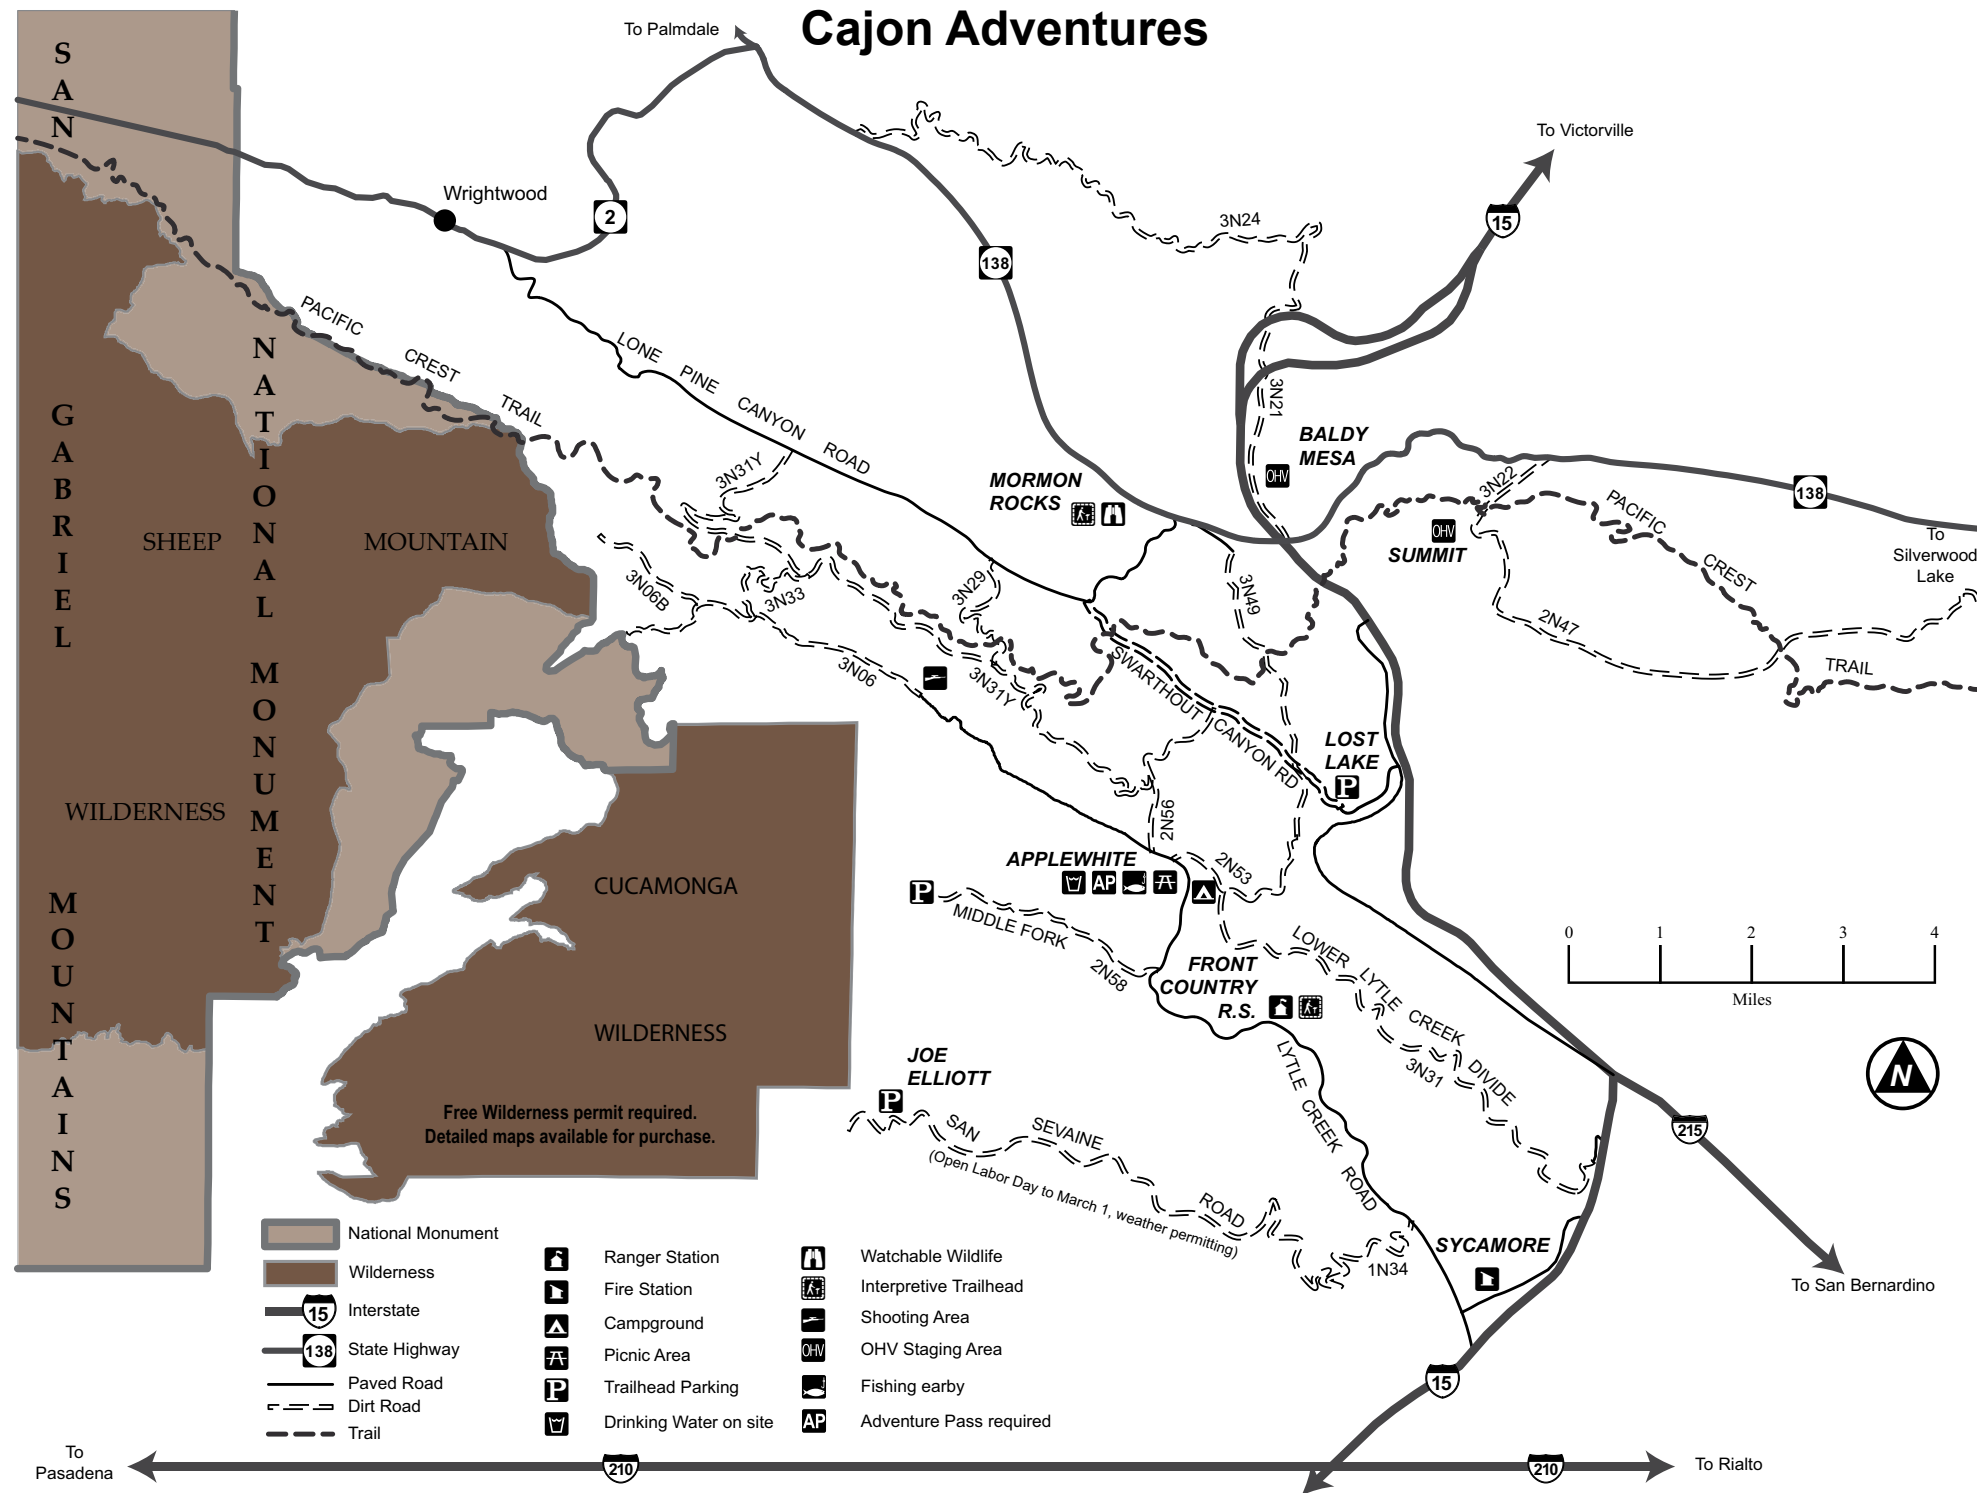 Cajon Adventures
To Palmdale
To Victorville
SAN
GABRIEL
MOUNTAINS
NATIONAL
MONUMENT
Wrightwood
2
138
15
3N24
3N21
PACIFIC
CREST
TRAIL
LONE PINE CANYON ROAD
BALDY
MESA
OHV
MORMON
ROCKS
3N22
138
PACIFIC
CREST
TRAIL
OHV
SUMMIT
To
Silverwood
Lake
SHEEP MOUNTAIN
WILDERNESS
3N31Y
3N06B
3N33
3N29
3N49
2N47
3N06
3N31Y
SWARTHOUT
CANYON RD
LOST
LAKE
P
2N56
CUCAMONGA
WILDERNESS
APPLEWHITE
AP
2N53
P
MIDDLE FORK
2N58
FRONT
COUNTRY
R.S.
LOWER LYTLE CREEK DIVIDE
3N31
0 1 2 3 4
Miles
N
JOE
ELLIOTT
P
LYTLE CREEK ROAD
SAN SEVAINE ROAD
(Open Labor Day to March 1, weather permitting)
1N34
215
Free Wilderness permit required.
Detailed maps available for purchase.
SYCAMORE
To San Bernardino
National Monument
Wilderness
15 Interstate
138 State Highway
Paved Road
Dirt Road
Trail
Ranger Station
Fire Station
Campground
Picnic Area
P Trailhead Parking
Drinking Water on site
Watchable Wildlife
Interpretive Trailhead
Shooting Area
OHV OHV Staging Area
Fishing earby
AP Adventure Pass required
15
To
Pasadena
210
210
To Rialto